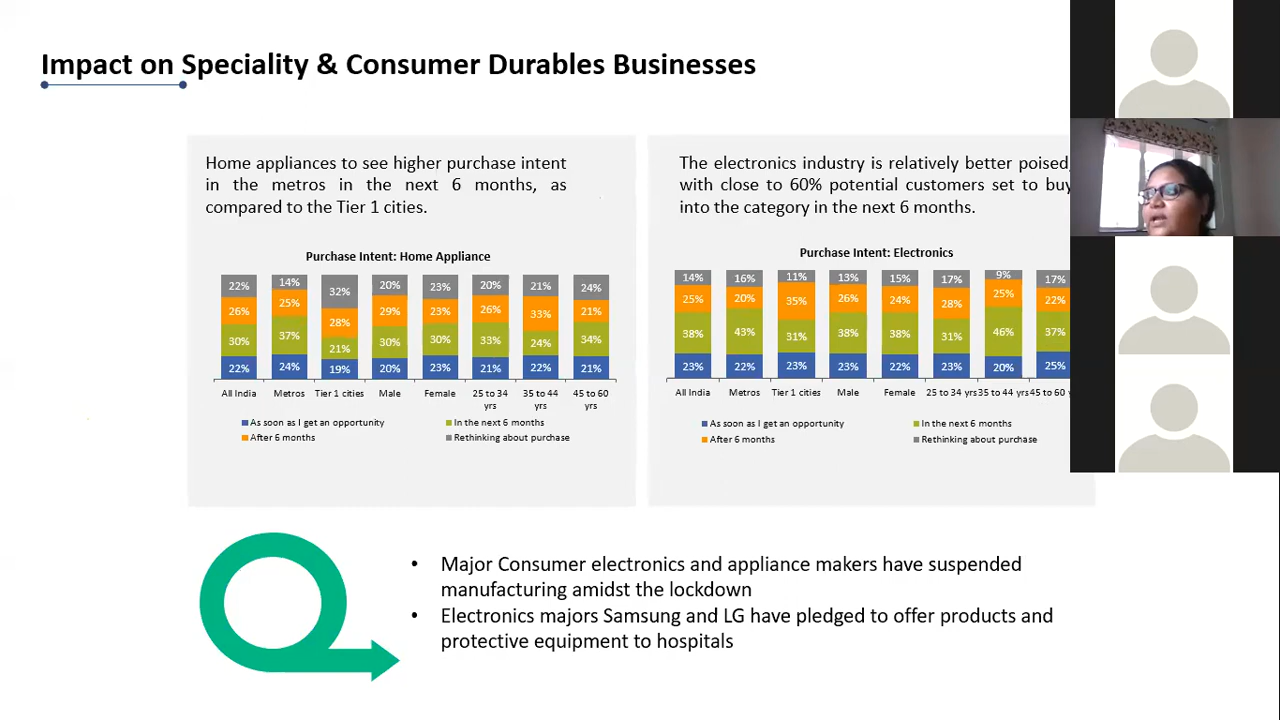 Impact on Speciality & Consumer Durables Businesses
Home appliances to see higher purchase intent
in the metros in the next 6 months, as
compared to the Tier 1 cities.
Purchase Intent: Home Appliance
22% 14% 32% 20% 23% 20% 21% 24%
26% 25% 28% 29% 23% 26% 33% 21%
30% 37% 21% 30% 30% 33% 24% 34%
22% 24% 19% 20% 23% 21% 22% 21%
All India Metros Tier 1 cities Male Female 25 to 34 35 to 44 45 to 60
yrs yrs yrs
As soon as I get an opportunity In the next 6 months
After 6 months Rethinking about purchase
The electronics industry is relatively better poised,
with close to 60% potential customers set to buy
into the category in the next 6 months.
Purchase Intent: Electronics
14% 16% 11% 13% 15% 17% 9% 17%
25% 20% 35% 26% 24% 28% 25% 22%
38% 43% 31% 38% 38% 31% 46% 37%
23% 22% 23% 23% 22% 23% 20% 25%
All India Metros Tier 1 cities Male Female 25 to 34 yrs 35 to 44 yrs 45 to 60
As soon as I get an opportunity In the next 6 months
After 6 months Rethinking about purchase
• Major Consumer electronics and appliance makers have suspended
manufacturing amidst the lockdown
• Electronics majors Samsung and LG have pledged to offer products and
protective equipment to hospitals